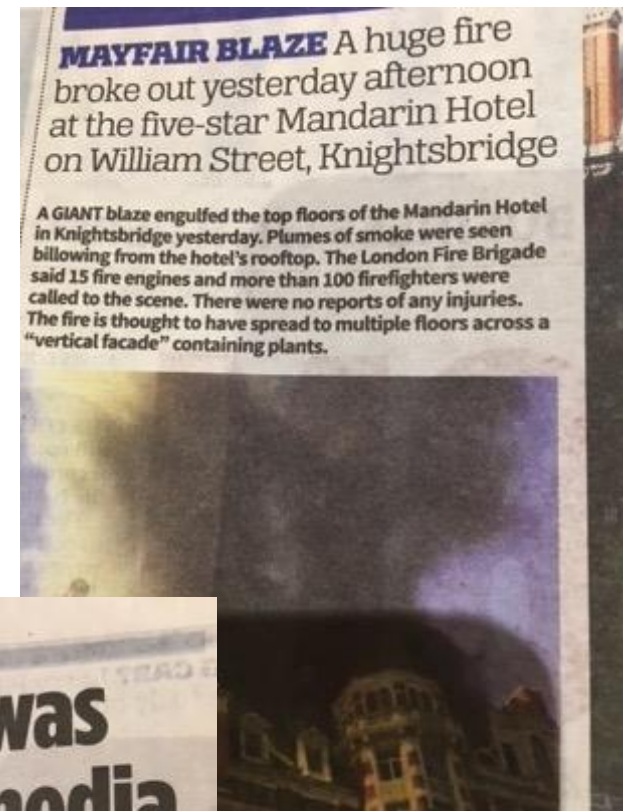 MAYFAIR BLAZE A huge fire
broke out yesterday afternoon
at the five-star Mandarin Hotel
on William Street, Knightsbridge
A GIANT blaze engulfed the top floors of the Mandarin Hotel
in Knightsbridge yesterday. Plumes of smoke were seen
billowing from the hotel's rooftop. The London Fire Brigade
said 15 fire engines and more than 100 firefighters were
called to the scene. There were no reports of any injuries.
The fire is thought to have spread to multiple floors across a
"vertical facade" containing plants.
was